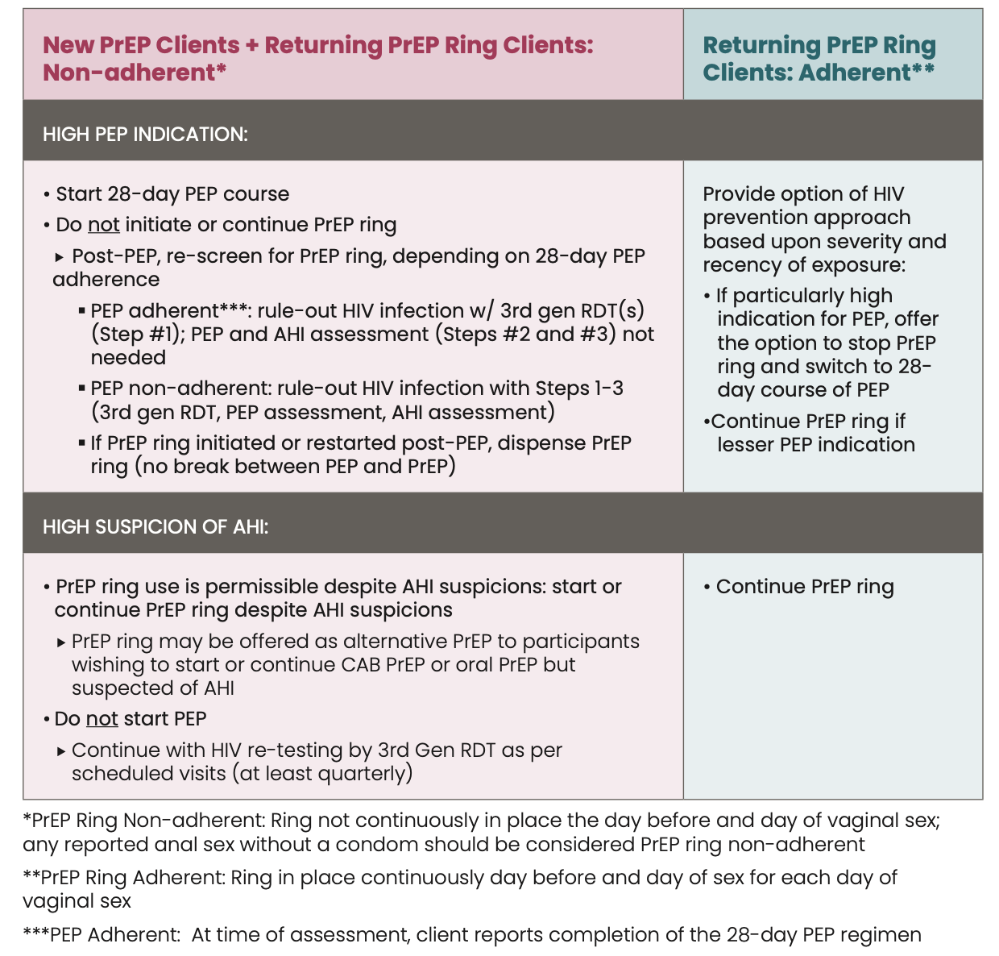 New PrEP Clients + Returning PrEP Ring Clients:
Non-adherent*
Returning PrEP Ring
Clients: Adherent**
HIGH PEP INDICATION:
• Start 28-day PEP course
• Do not initiate or continue PrEP ring
▸ Post-PEP, re-screen for PrEP ring, depending on 28-day PEP
adherence
▪ PEP adherent***: rule-out HIV infection w/ 3rd gen RDT(s)
(Step #1); PEP and AHI assessment (Steps #2 and #3) not
needed
▪ PEP non-adherent: rule-out HIV infection with Steps 1-3
(3rd gen RDT, PEP assessment, AHI assessment)
▪ If PrEP ring initiated or restarted post-PEP, dispense PrEP
ring (no break between PEP and PrEP)
Provide option of HIV
prevention approach
based upon severity and
recency of exposure:
• If particularly high
indication for PEP, offer
the option to stop PrEP
ring and switch to 28-
day course of PEP
•Continue PrEP ring if
lesser PEP indication
HIGH SUSPICION OF AHI:
• PrEP ring use is permissible despite AHI suspicions: start or
continue PrEP ring despite AHI suspicions
▸ PrEP ring may be offered as alternative PrEP to participants
wishing to start or continue CAB PrEP or oral PrEP but
suspected of AHI
• Do not start PEP
▸ Continue with HIV re-testing by 3rd Gen RDT as per
scheduled visits (at least quarterly)
• Continue PrEP ring
*PrEP Ring Non-adherent: Ring not continuously in place the day before and day of vaginal sex;
any reported anal sex without a condom should be considered PrEP ring non-adherent
**PrEP Ring Adherent: Ring in place continuously day before and day of sex for each day of
vaginal sex
***PEP Adherent:  At time of assessment, client reports completion of the 28-day PEP regimen